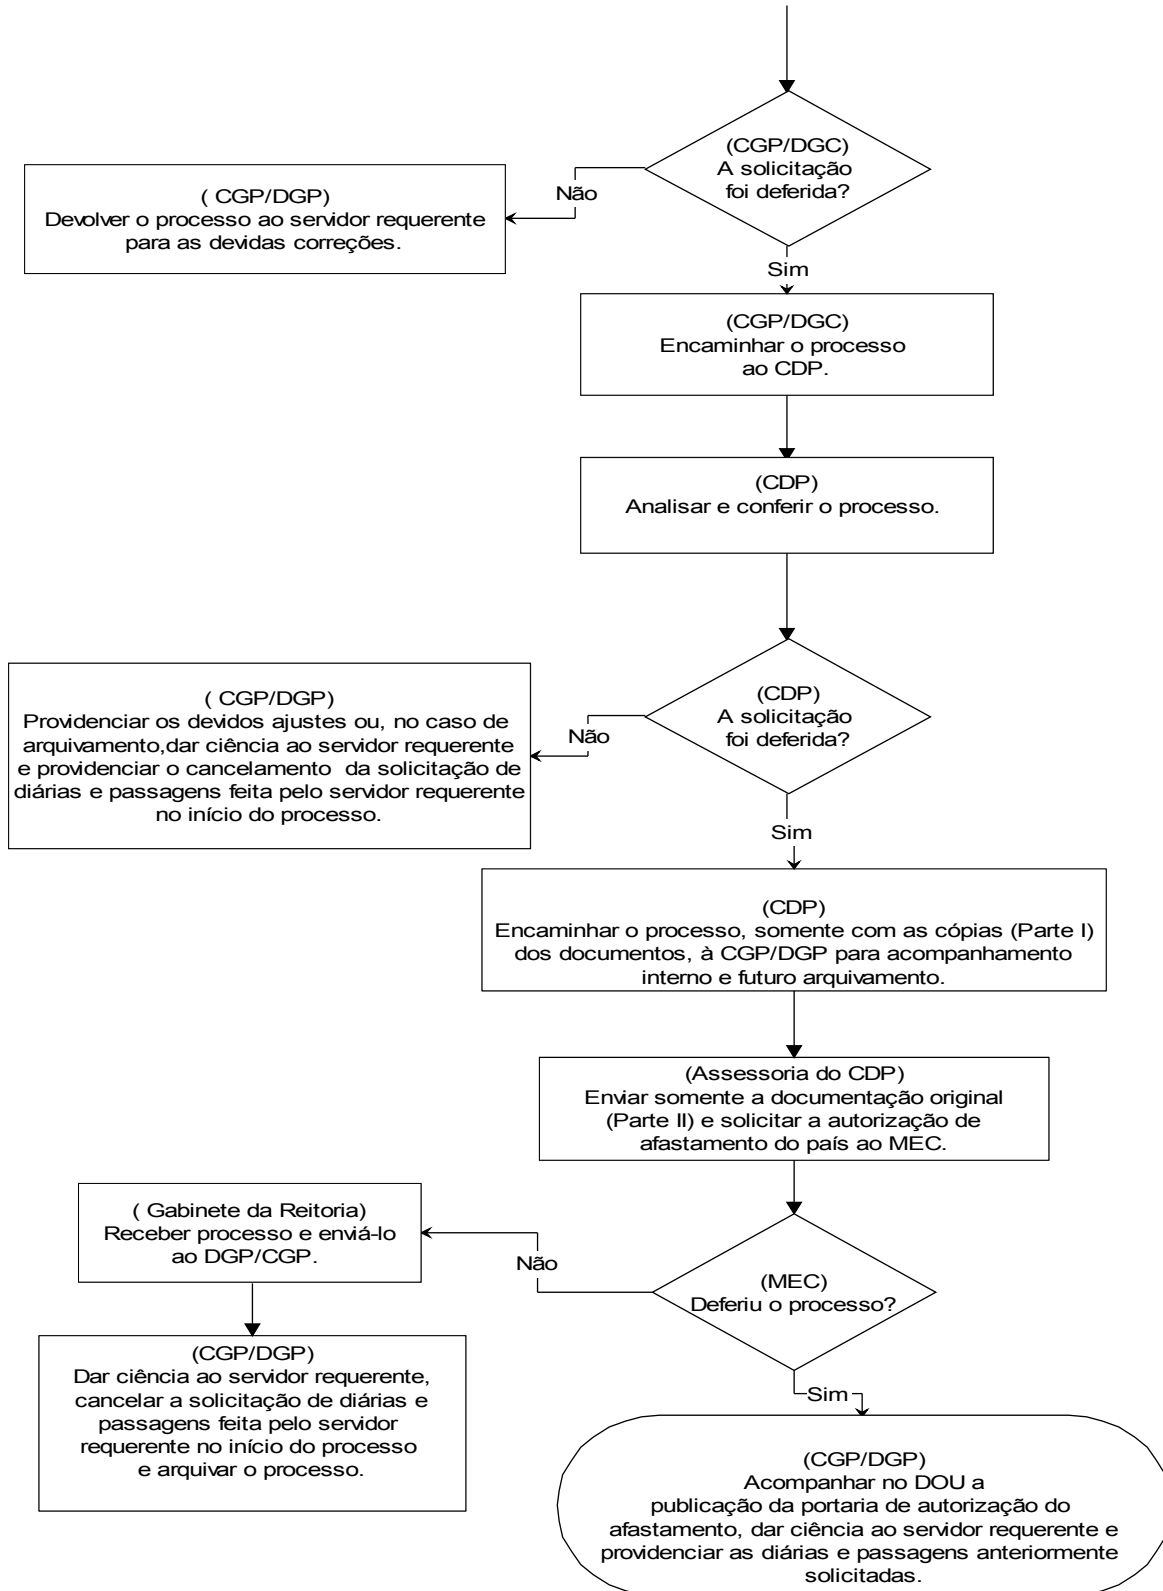 (CGP/DGC)
A solicitação
foi deferida?
Não
( CGP/DGP)
Devolver o processo ao servidor requerente
para as devidas correções.
Sim
(CGP/DGC)
Encaminhar o processo
ao CDP.
(CDP)
Analisar e conferir o processo.
(CDP)
A solicitação
foi deferida?
Não
( CGP/DGP)
Providenciar os devidos ajustes ou, no caso de
arquivamento,dar ciência ao servidor requerente
e providenciar o cancelamento da solicitação de
diárias e passagens feita pelo servidor requerente
no início do processo.
Sim
(CDP)
Encaminhar o processo, somente com as cópias (Parte I)
dos documentos, à CGP/DGP para acompanhamento
interno e futuro arquivamento.
(Assessoria do CDP)
Enviar somente a documentação original
(Parte II) e solicitar a autorização de
afastamento do país ao MEC.
(MEC)
Deferiu o processo?
Não
( Gabinete da Reitoria)
Receber processo e enviá-lo
ao DGP/CGP.
(CGP/DGP)
Dar ciência ao servidor requerente,
cancelar a solicitação de diárias e
passagens feita pelo servidor
requerente no início do processo
e arquivar o processo.
Sim
(CGP/DGP)
Acompanhar no DOU a
publicação da portaria de autorização do
afastamento, dar ciência ao servidor requerente e
providenciar as diárias e passagens anteriormente
solicitadas.